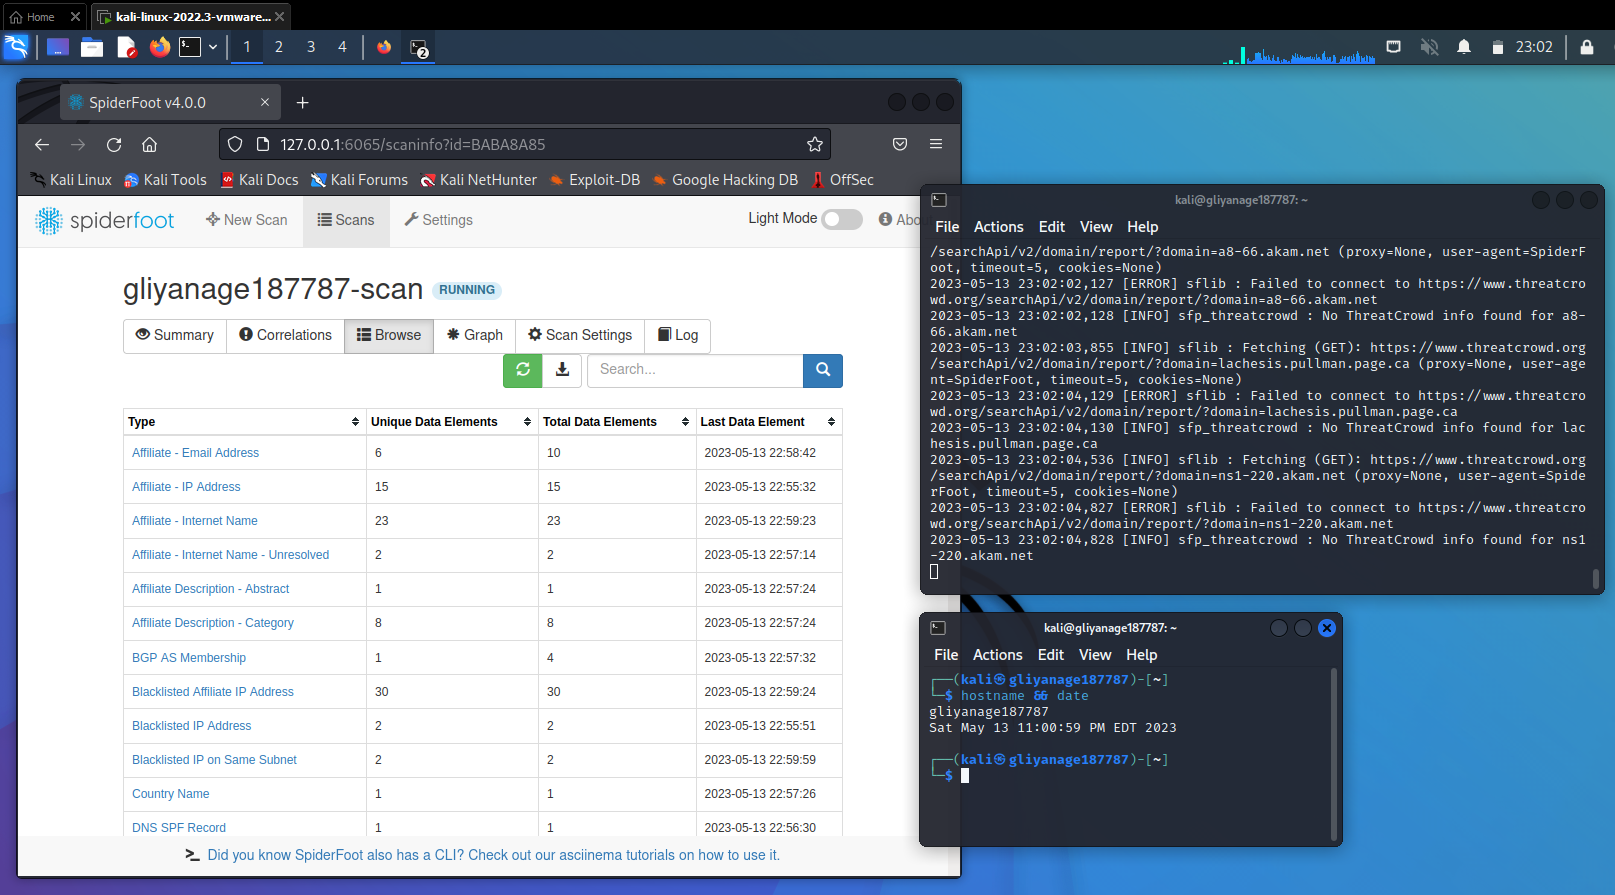 Home
kali-linux-2022.3-vmware...
1 2 3 4
2
23:02
SpiderFoot v4.0.0
127.0.0.1:6065/scaninfo?id=BABA8A85
Kali Linux Kali Tools Kali Docs Kali Forums Kali NetHunter Exploit-DB Google Hacking DB OffSec
spiderfoot New Scan Scans Settings Light Mode Abou
gliyanage187787-scan RUNNING
Summary Correlations Browse Graph Scan Settings Log
Search...
Type Unique Data Elements Total Data Elements Last Data Element
Affiliate - Email Address 6 10 2023-05-13 22:58:42
Affiliate - IP Address 15 15 2023-05-13 22:55:32
Affiliate - Internet Name 23 23 2023-05-13 22:59:23
Affiliate - Internet Name - Unresolved 2 2 2023-05-13 22:57:14
Affiliate Description - Abstract 1 1 2023-05-13 22:57:24
Affiliate Description - Category 8 8 2023-05-13 22:57:24
BGP AS Membership 1 4 2023-05-13 22:57:32
Blacklisted Affiliate IP Address 30 30 2023-05-13 22:59:24
Blacklisted IP Address 2 2 2023-05-13 22:55:51
Blacklisted IP on Same Subnet 2 2 2023-05-13 22:59:59
Country Name 1 1 2023-05-13 22:57:26
DNS SPF Record 1 1 2023-05-13 22:56:30
Did you know SpiderFoot also has a CLI? Check out our asciinema tutorials on how to use it.
kali@gliyanage187787: ~
File Actions Edit View Help
/searchApi/v2/domain/report/?domain=a8-66.akam.net (proxy=None, user-agent=SpiderF
oot, timeout=5, cookies=None)
2023-05-13 23:02:02,127 [ERROR] sflib : Failed to connect to https://www.threatcro
wd.org/searchApi/v2/domain/report/?domain=a8-66.akam.net
2023-05-13 23:02:02,128 [INFO] sfp_threatcrowd : No ThreatCrowd info found for a8-
66.akam.net
2023-05-13 23:02:03,855 [INFO] sflib : Fetching (GET): https://www.threatcrowd.org
/searchApi/v2/domain/report/?domain=lachesis.pullman.page.ca (proxy=None, user-age
nt=SpiderFoot, timeout=5, cookies=None)
2023-05-13 23:02:04,129 [ERROR] sflib : Failed to connect to https://www.threatcro
wd.org/searchApi/v2/domain/report/?domain=lachesis.pullman.page.ca
2023-05-13 23:02:04,130 [INFO] sfp_threatcrowd : No ThreatCrowd info found for lac
hesis.pullman.page.ca
2023-05-13 23:02:04,536 [INFO] sflib : Fetching (GET): https://www.threatcrowd.org
/searchApi/v2/domain/report/?domain=ns1-220.akam.net (proxy=None, user-agent=Spide
rFoot, timeout=5, cookies=None)
2023-05-13 23:02:04,827 [ERROR] sflib : Failed to connect to https://www.threatcro
wd.org/searchApi/v2/domain/report/?domain=ns1-220.akam.net
2023-05-13 23:02:04,828 [INFO] sfp_threatcrowd : No ThreatCrowd info found for ns1
-220.akam.net
kali@gliyanage187787: ~
File Actions Edit View Help
┌──(kali㉿gliyanage187787)-[~]
└─$ hostname && date
gliyanage187787
Sat May 13 11:00:59 PM EDT 2023
┌──(kali㉿gliyanage187787)-[~]
└─$